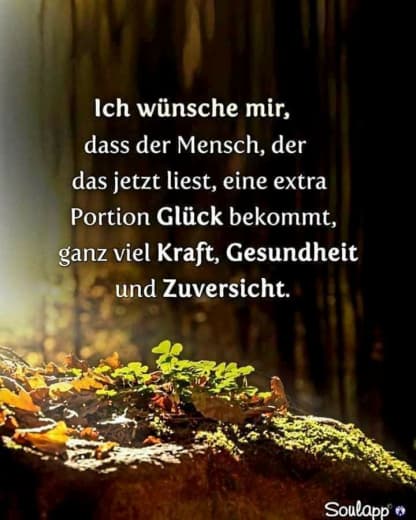 Ich wünsche mir,
dass der Mensch, der
das jetzt liest, eine extra
Portion Glück bekommt,
ganz viel Kraft, Gesundheit
und Zuversicht.
Soulapp